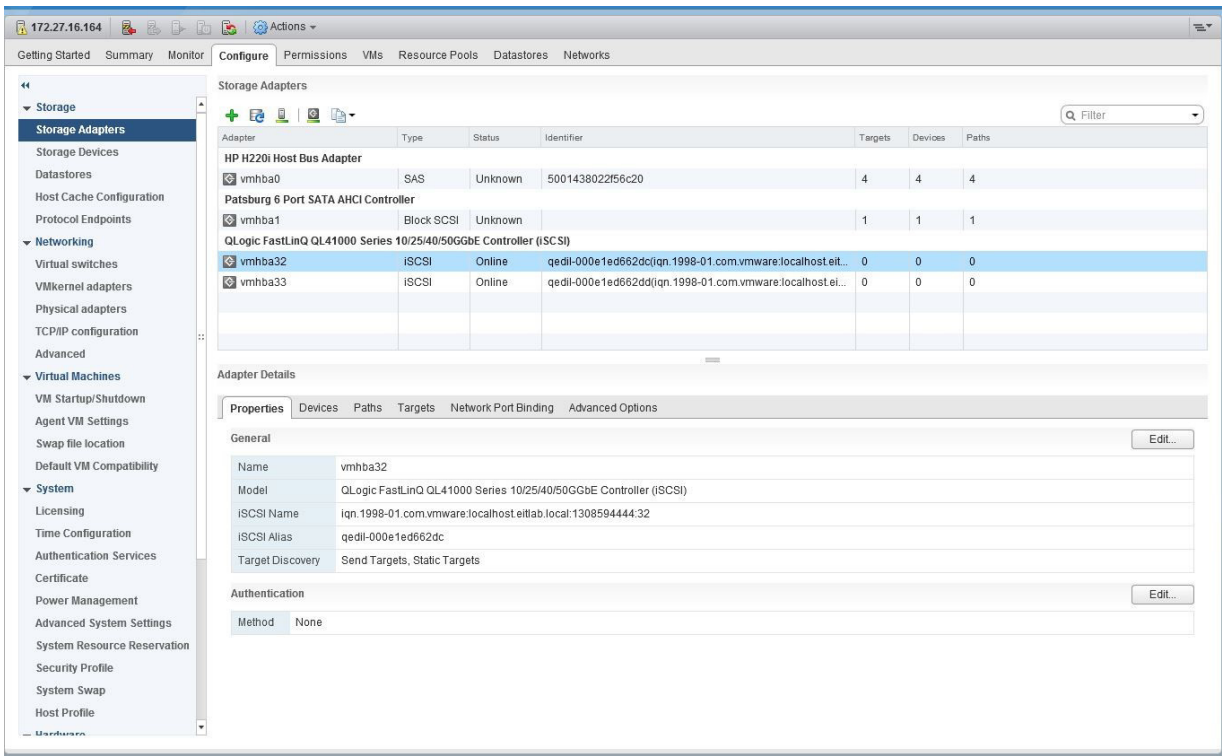 172.27.16.164 Actions
Getting Started Summary Monitor Configure Permissions VMs Resource Pools Datastores Networks
Storage
Storage Adapters
Storage Devices
Datastores
Host Cache Configuration
Protocol Endpoints
Networking
Virtual switches
VMkernel adapters
Physical adapters
TCP/IP configuration
Advanced
Virtual Machines
VM Startup/Shutdown
Agent VM Settings
Swap file location
Default VM Compatibility
System
Licensing
Time Configuration
Authentication Services
Certificate
Power Management
Advanced System Settings
System Resource Reservation
Security Profile
System Swap
Host Profile
Hardware
Storage Adapters
Filter
Adapter Type Status Identifier Targets Devices Paths
HP H220i Host Bus Adapter
vmhba0 SAS Unknown 5001438022f56c20 4 4 4
Patsburg 6 Port SATA AHCI Controller
vmhba1 Block SCSI Unknown 1 1 1
QLogic FastLinQ QL41000 Series 10/25/40/50GGbE Controller (iSCSI)
vmhba32 iSCSI Online qedil-000e1ed662dc(iqn.1998-01.com.vmware:localhost.eit... 0 0 0
vmhba33 iSCSI Online qedil-000e1ed662dd(iqn.1998-01.com.vmware:localhost.ei... 0 0 0
Adapter Details
Properties Devices Paths Targets Network Port Binding Advanced Options
General Edit...
Name vmhba32
Model QLogic FastLinQ QL41000 Series 10/25/40/50GGbE Controller (iSCSI)
iSCSI Name iqn.1998-01.com.vmware:localhost.eitlab.local:1308594444:32
iSCSI Alias qedil-000e1ed662dc
Target Discovery Send Targets, Static Targets
Authentication Edit...
Method None